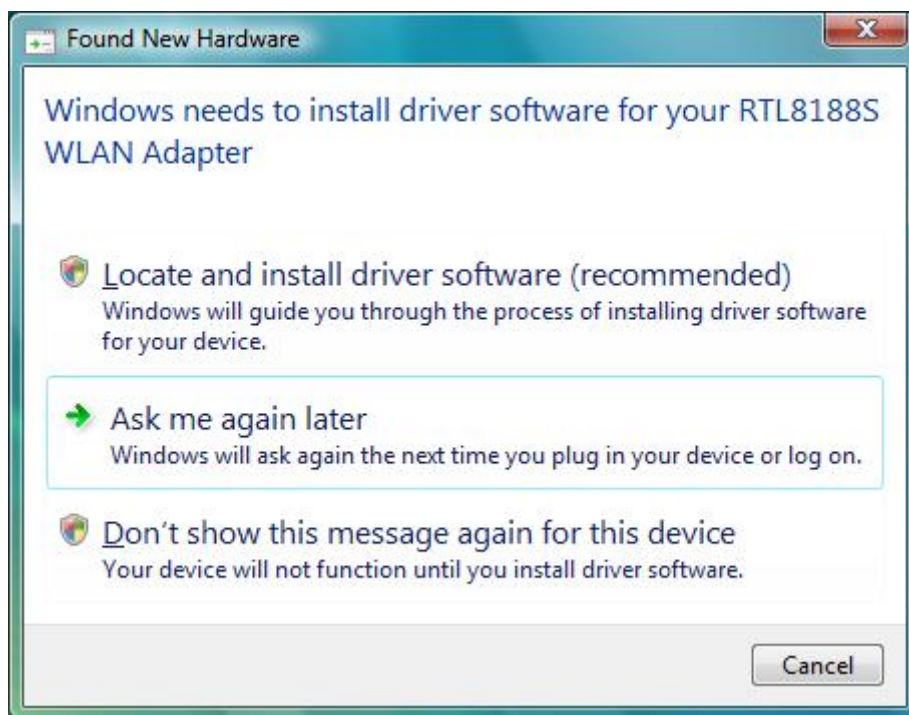 Found New Hardware
Windows needs to install driver software for your RTL8188S
WLAN Adapter
Locate and install driver software (recommended)
Windows will guide you through the process of installing driver software
for your device.
Ask me again later
Windows will ask again the next time you plug in your device or log on.
Don't show this message again for this device
Your device will not function until you install driver software.
Cancel